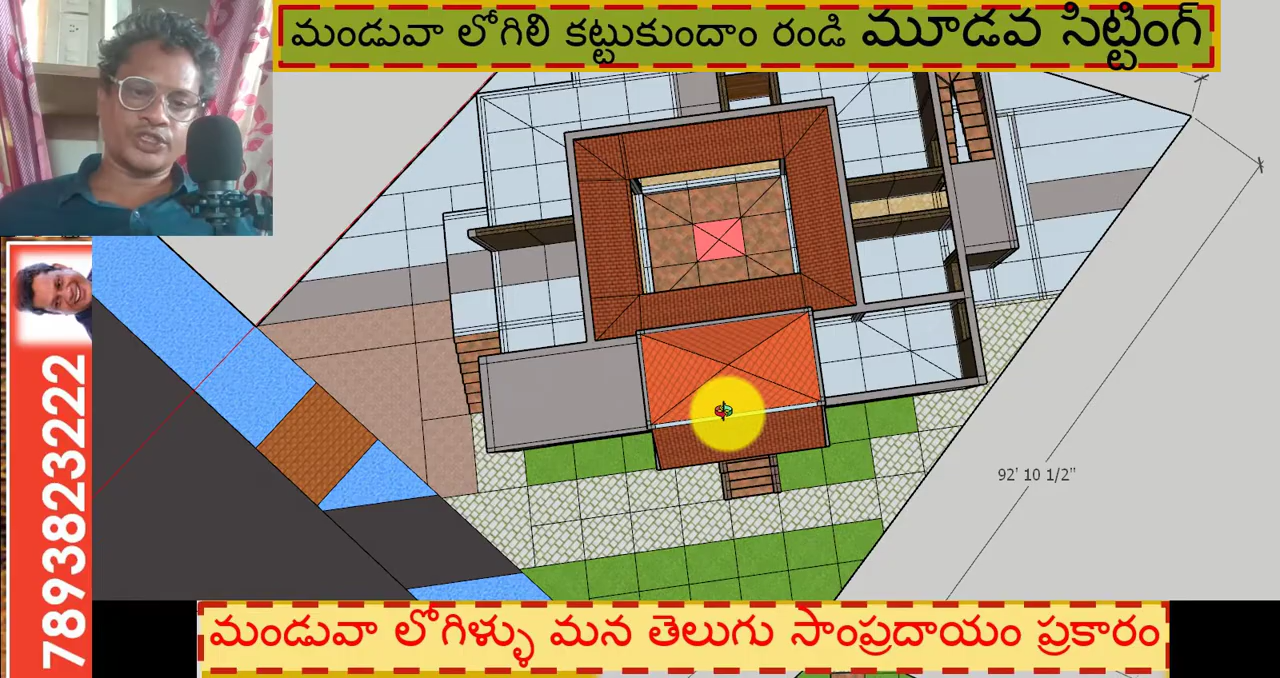 మండువా లోగిలి కట్టుకుందాం రండి మూడవ సిట్టింగ్
7893823222
92' 10 1/2"
మండువా లోగిళ్ళు మన తెలుగు సాంప్రదాయం ప్రకారం